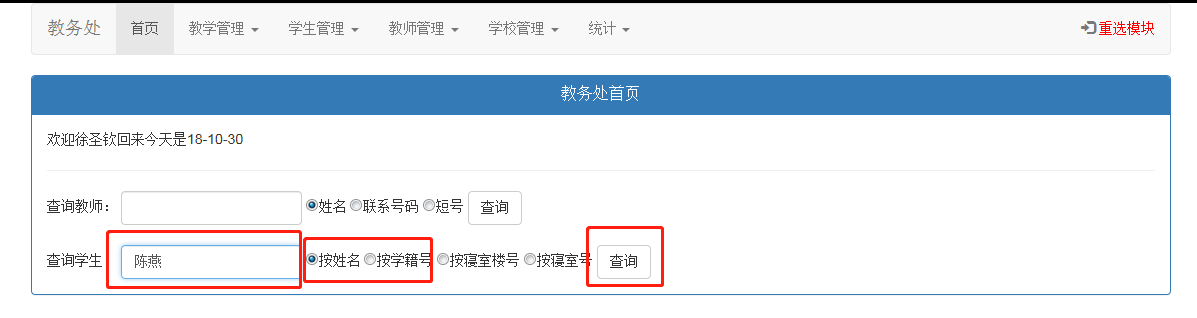 教务处 首页 教学管理 学生管理 教师管理 学校管理 统计 重选模块
教务处首页
欢迎徐圣钦回来今天是18-10-30
查询教师： 姓名 联系号码 短号 查询
查询学生 陈燕 按姓名 按学籍号 按寝室楼号 按寝室号 查询